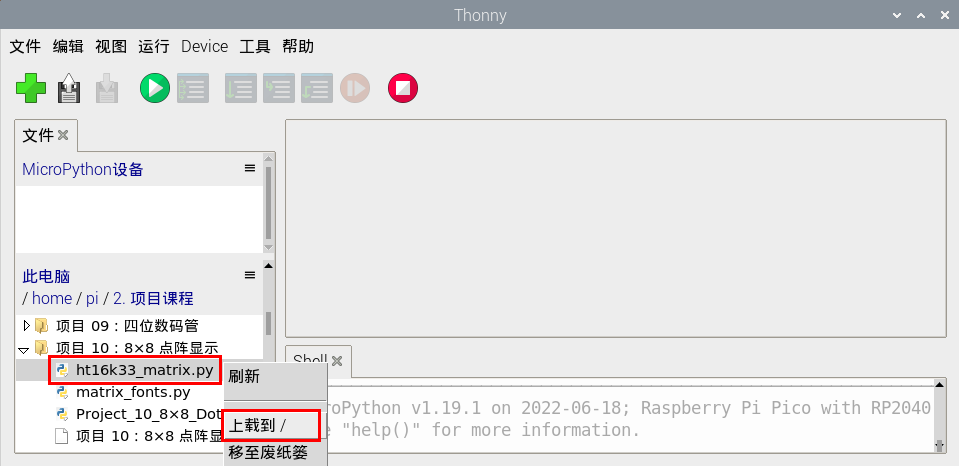 Thonny
文件 编辑 视图 运行 Device 工具 帮助
文件
MicroPython设备
此电脑
/ home / pi / 2. 项目课程
项目 09：四位数码管
项目 10：8×8 点阵显示
ht16k33_matrix.py
matrix_fonts.py
Project_10_8×8_Dot
项目 10：8×8 点阵显
刷新
上载到 /
移至废纸篓
Shell
MicroPython v1.19.1 on 2022-06-18; Raspberry Pi Pico with RP2040
"help()" for more information.